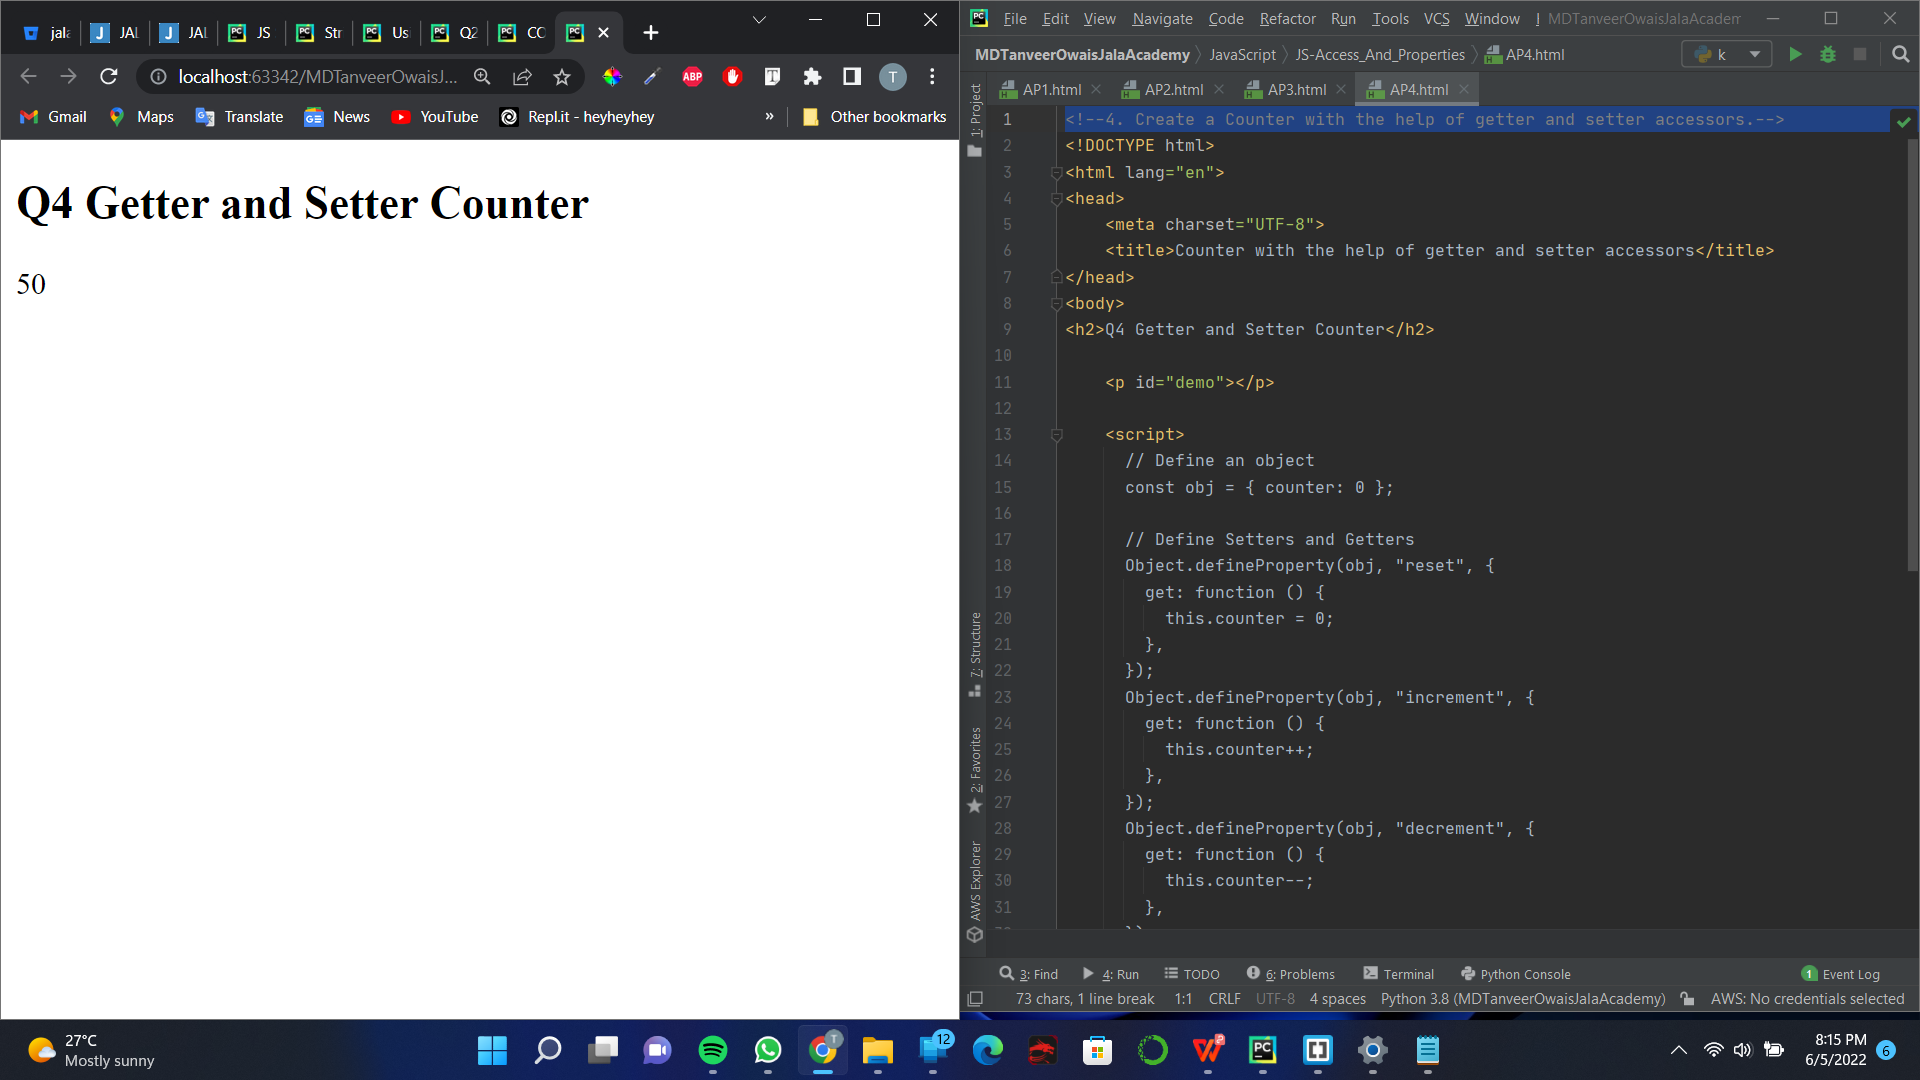 jal JAL JAL JS Str Us Q2 CC
localhost:63342/MDTanveerOwaisJ... ABP T T
Gmail Maps Translate News YouTube Repl.it - heyheyhey » Other bookmarks
Q4 Getter and Setter Counter
50
File Edit View Navigate Code Refactor Run Tools VCS Window MDTanveerOwaisJalaAcadem
MDTanveerOwaisJalaAcademy JavaScript JS-Access_And_Properties AP4.html k
AP1.html AP2.html AP3.html AP4.html
1: Project
7: Structure
2: Favorites
AWS Explorer
1 <!--4. Create a Counter with the help of getter and setter accessors.-->
2 <!DOCTYPE html>
3 <html lang="en">
4 <head>
5 <meta charset="UTF-8">
6 <title>Counter with the help of getter and setter accessors</title>
7 </head>
8 <body>
9 <h2>Q4 Getter and Setter Counter</h2>
10
11 <p id="demo"></p>
12
13 <script>
14 // Define an object
15 const obj = { counter: 0 };
16
17 // Define Setters and Getters
18 Object.defineProperty(obj, "reset", {
19 get: function () {
20 this.counter = 0;
21 },
22 });
23 Object.defineProperty(obj, "increment", {
24 get: function () {
25 this.counter++;
26 },
27 });
28 Object.defineProperty(obj, "decrement", {
29 get: function () {
30 this.counter--;
31 },
3: Find 4: Run TODO 6: Problems Terminal Python Console 1 Event Log
73 chars, 1 line break 1:1 CRLF UTF-8 4 spaces Python 3.8 (MDTanveerOwaisJalaAcademy) AWS: No credentials selected
27°C
Mostly sunny
12
8:15 PM
6/5/2022 6